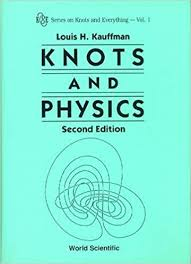 Series on Knots and Everything – Vol. 1
Louis H. Kauffman
KNOTS
AND
PHYSICS
Second Edition
World Scientific